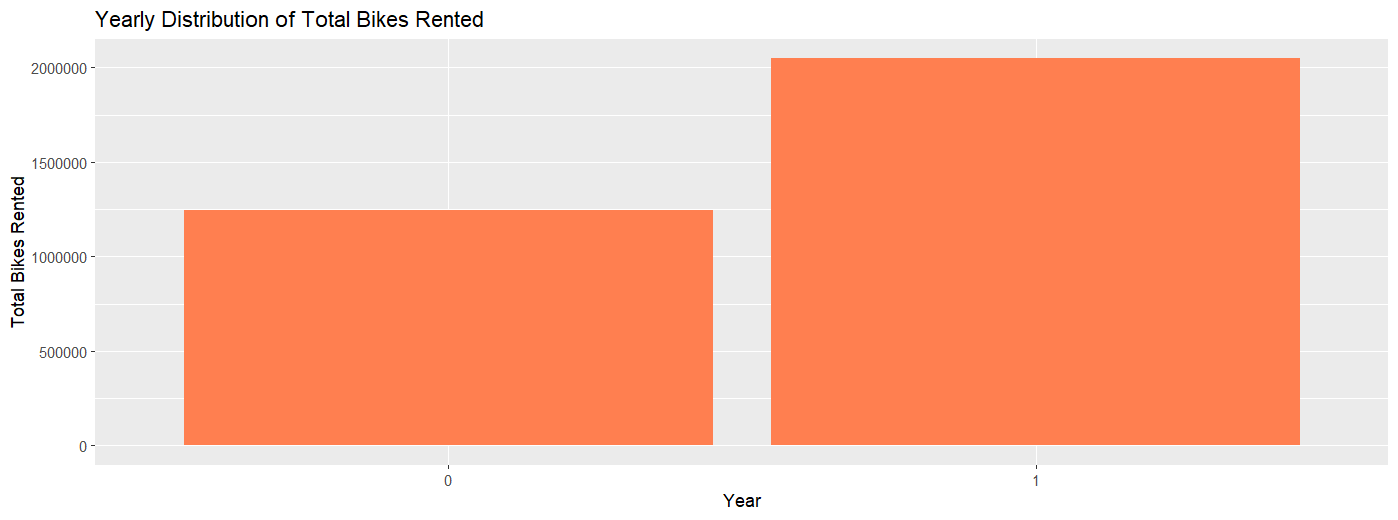 Yearly Distribution of Total Bikes Rented
Total Bikes Rented
2000000
1500000
1000000
500000
0
0 1
Year